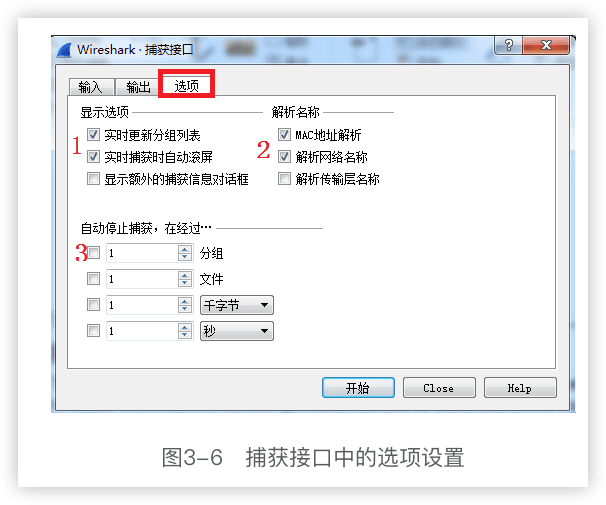 Wireshark · 捕获接口
输入 输出 选项
显示选项 解析名称
实时更新分组列表 MAC地址解析
1 实时捕获时自动滚屏 2 解析网络名称
显示额外的捕获信息对话框 解析传输层名称
自动停止捕获，在经过…
3 1 分组
1 文件
1 千字节
1 秒
开始 Close Help
图3-6 捕获接口中的选项设置